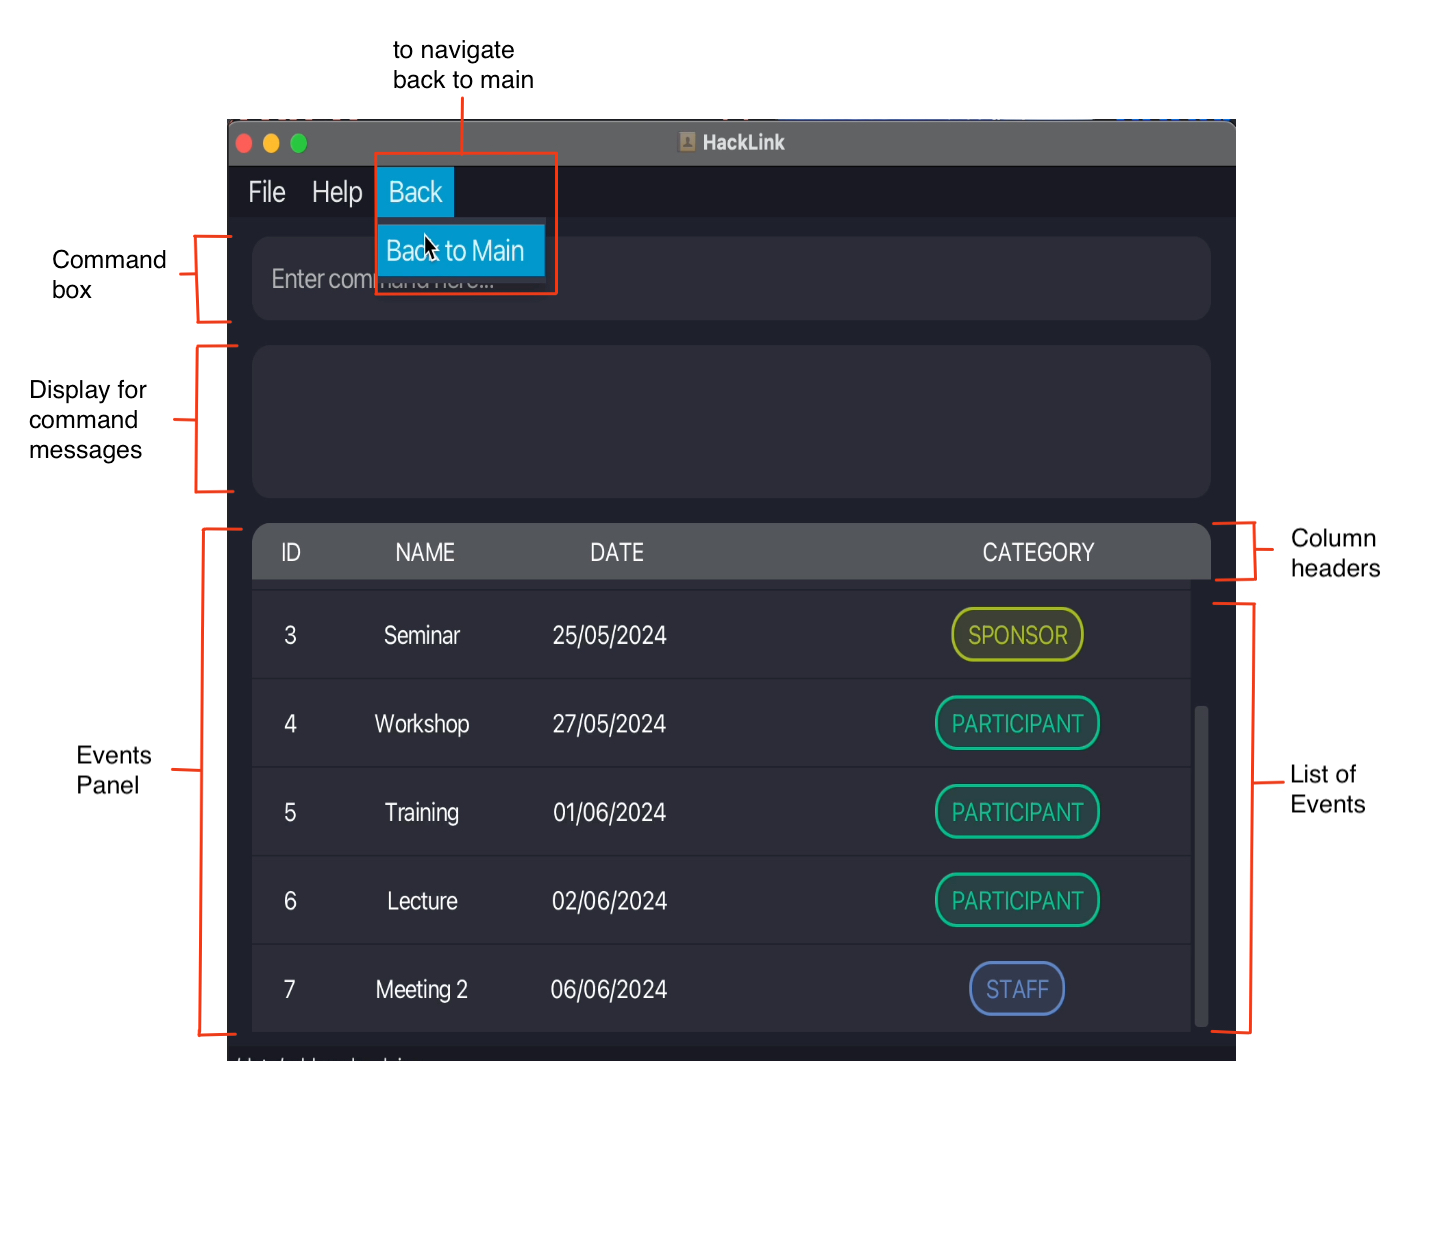 to navigate
back to main
HackLink
File Help Back
Back to Main
Enter command here...
Command
box
Display for
command
messages
ID NAME DATE CATEGORY
Column
headers
3 Seminar 25/05/2024 SPONSOR
4 Workshop 27/05/2024 PARTICIPANT
Events
Panel
List of
Events
5 Training 01/06/2024 PARTICIPANT
6 Lecture 02/06/2024 PARTICIPANT
7 Meeting 2 06/06/2024 STAFF